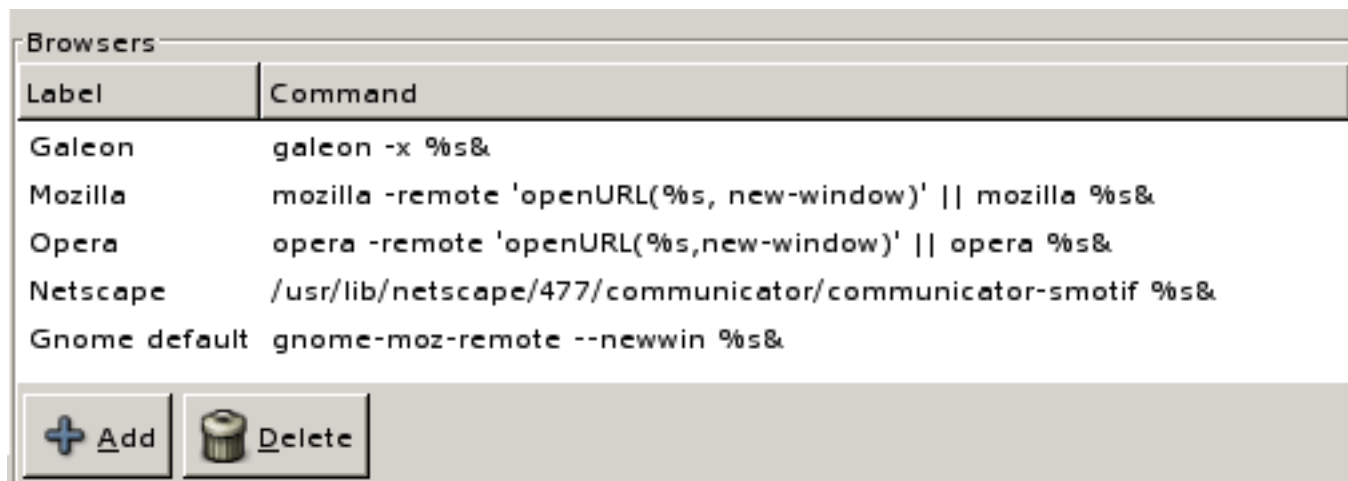 Browsers
Label Command
Galeon galeon -x %s&
Mozilla mozilla -remote 'openURL(%s, new-window)' || mozilla %s&
Opera opera -remote 'openURL(%s,new-window)' || opera %s&
Netscape /usr/lib/netscape/477/communicator/communicator-smotif %s&
Gnome default gnome-moz-remote --newwin %s&
Add Delete